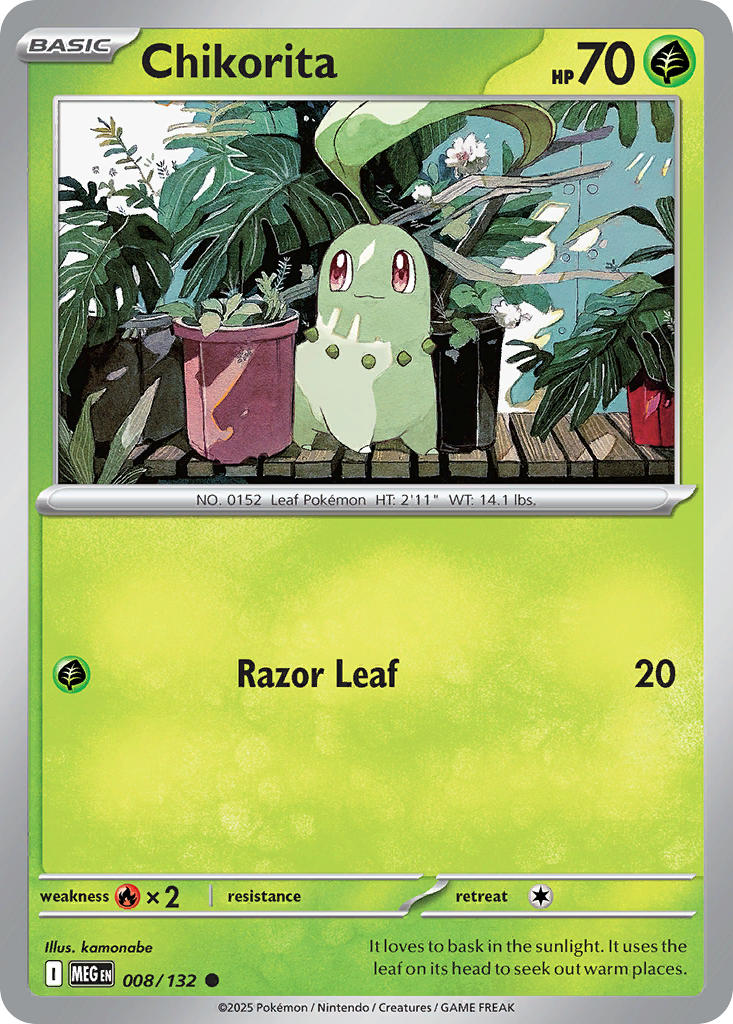 BASIC
Chikorita
HP 70
NO. 0152 Leaf Pokémon HT: 2'11" WT: 14.1 lbs.
Razor Leaf 20
weakness × 2 resistance retreat
Illus. kamonabe
It loves to bask in the sunlight. It uses the
leaf on its head to seek out warm places.
I MEG EN 008/132
©2025 Pokémon / Nintendo / Creatures / GAME FREAK